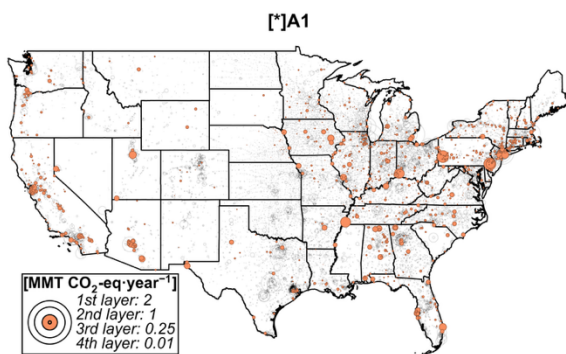 [*]A1
[MMT CO₂-eq·year⁻¹]
1st layer: 2
2nd layer: 1
3rd layer: 0.25
4th layer: 0.01